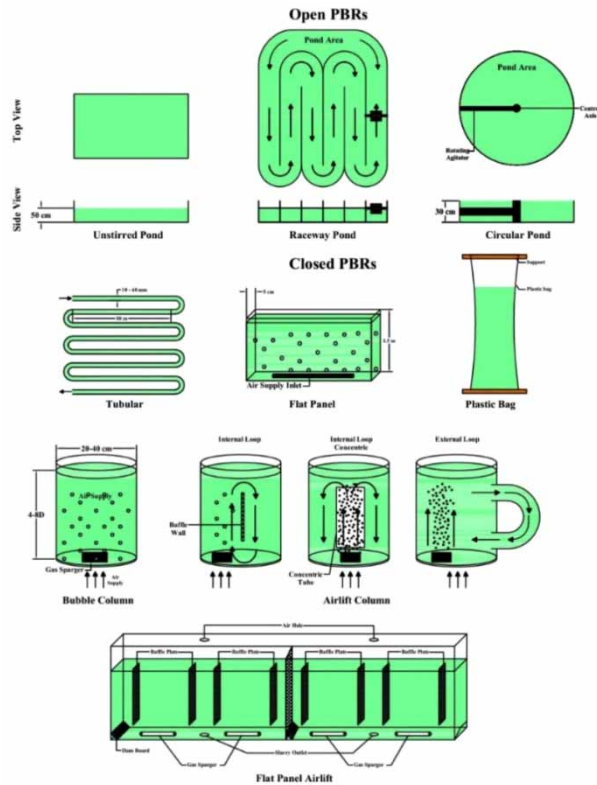 Open PBRs
Top View
Pond Area
Pond Area
Rotating
Agitator
Side View
50 cm
30 cm
Unstirred Pond
Raceway Pond
Circular Pond
Closed PBRs
Support
Plastic bag
Air Supply Inlet
Tubular
Flat Panel
Plastic Bag
20-40 cm
Internal Loop
Internal Loop
Concentric
External Loop
Air Supply
Baffle
Wall
Gas Sparger
Air
Supply
Concentric
Tube
Bubble Column
Airlift Column
Air Hole
Baffle Plate
Baffle Plate
Baffle Plate
Baffle Plate
Gas Sparger
Slurry Outlet
Gas Sparger
Flat Panel Airlift